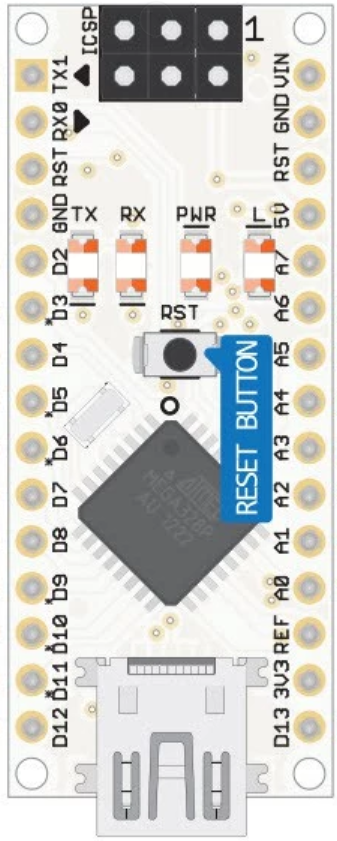 ICSP
1
TX1
RX0
RST
GND
D2
*D3
D4
*D5
*D6
D7
D8
*D9
*D10
*D11
D12
TX
RX
PWR
L
RST
RESET BUTTON
MEGA328P
AU 1222
VIN
GND
RST
5V
A7
A6
A5
A4
A3
A2
A1
A0
REF
3V3
D13